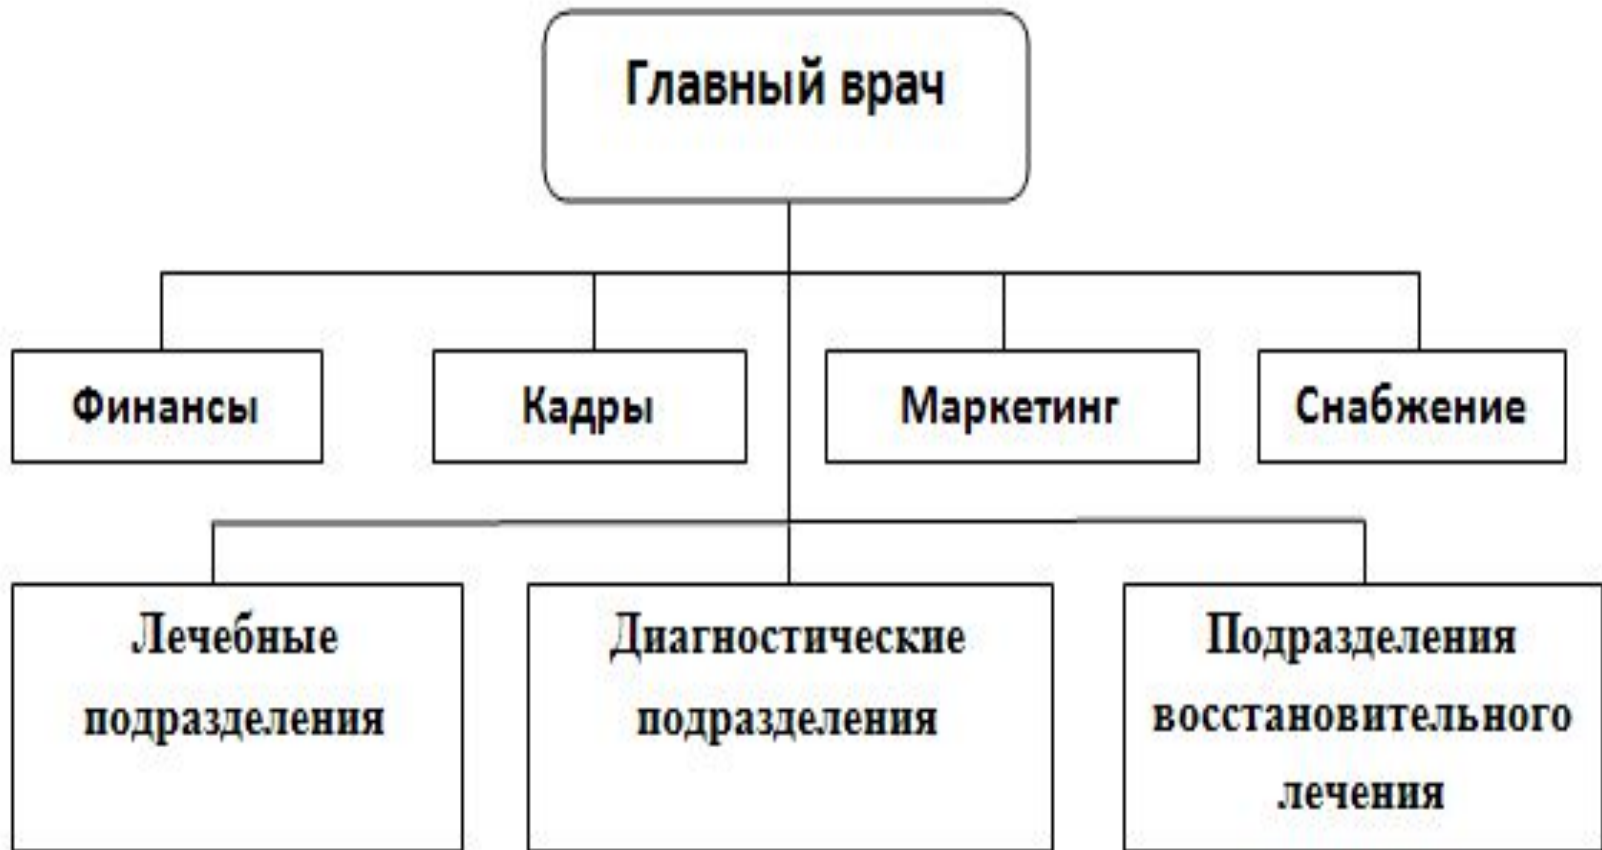 Главный врач
Финансы
Кадры
Маркетинг
Снабжение
Лечебные
подразделения
Диагностические
подразделения
Подразделения
восстановительного
лечения